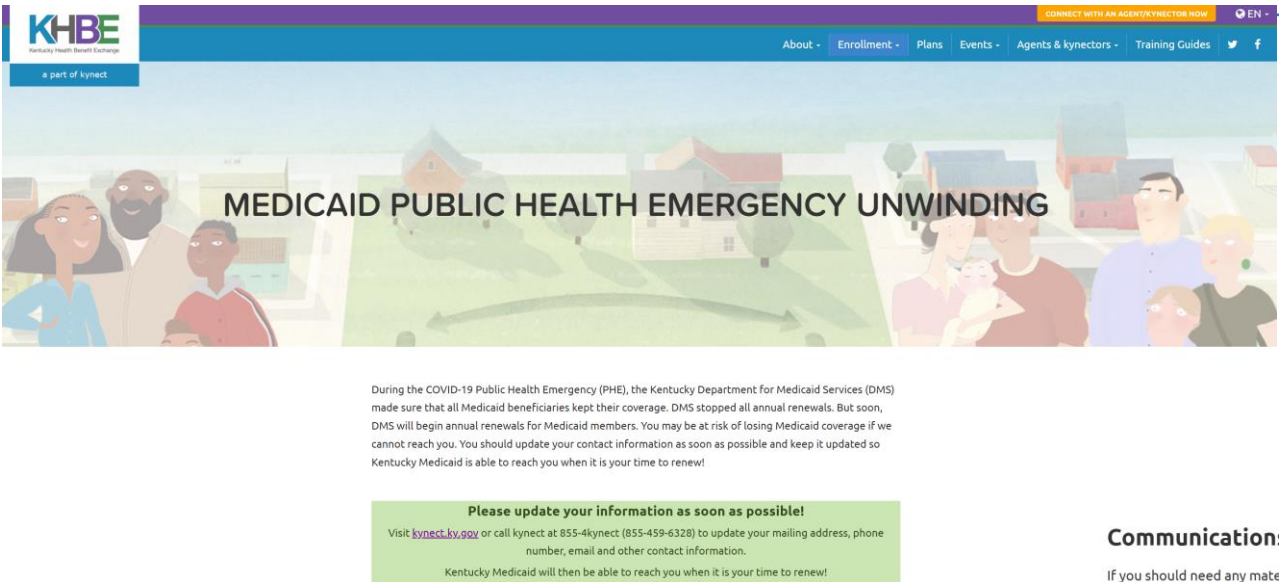 CONNECT WITH AN AGENT/KYNECTOR NOW
EN
KHBE
Kentucky Health Benefit Exchange
a part of kynect
About
Enrollment
Plans
Events
Agents & kynectors
Training Guides
MEDICAID PUBLIC HEALTH EMERGENCY UNWINDING
During the COVID-19 Public Health Emergency (PHE), the Kentucky Department for Medicaid Services (DMS)
made sure that all Medicaid beneficiaries kept their coverage. DMS stopped all annual renewals. But soon,
DMS will begin annual renewals for Medicaid members. You may be at risk of losing Medicaid coverage if we
cannot reach you. You should update your contact information as soon as possible and keep it updated so
Kentucky Medicaid is able to reach you when it is your time to renew!
Please update your information as soon as possible!
Visit kynect.ky.gov or call kynect at 855-4kynect (855-459-6328) to update your mailing address, phone
number, email and other contact information.
Kentucky Medicaid will then be able to reach you when it is your time to renew!
Communications
If you should need any mate